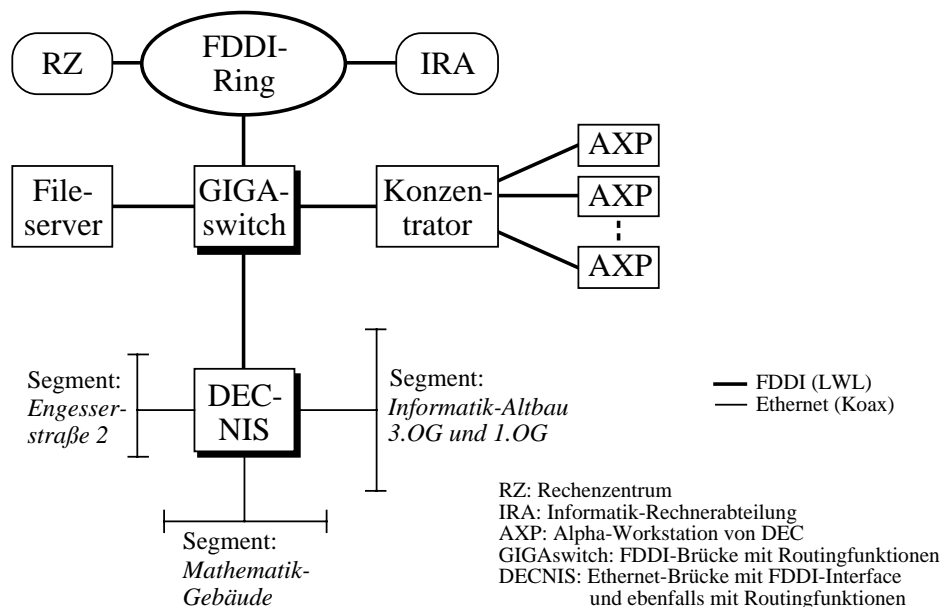 RZ
FDDI-
Ring
IRA
File-
server
GIGA-
switch
Konzen-
trator
AXP
AXP
AXP
Segment:
Engesser-
straße 2
DEC-
NIS
Segment:
Informatik-Altbau
3.OG und 1.OG
Segment:
Mathematik-
Gebäude
FDDI (LWL)
Ethernet (Koax)
RZ: Rechenzentrum
IRA: Informatik-Rechnerabteilung
AXP: Alpha-Workstation von DEC
GIGAswitch: FDDI-Brücke mit Routingfunktionen
DECNIS: Ethernet-Brücke mit FDDI-Interface
und ebenfalls mit Routingfunktionen